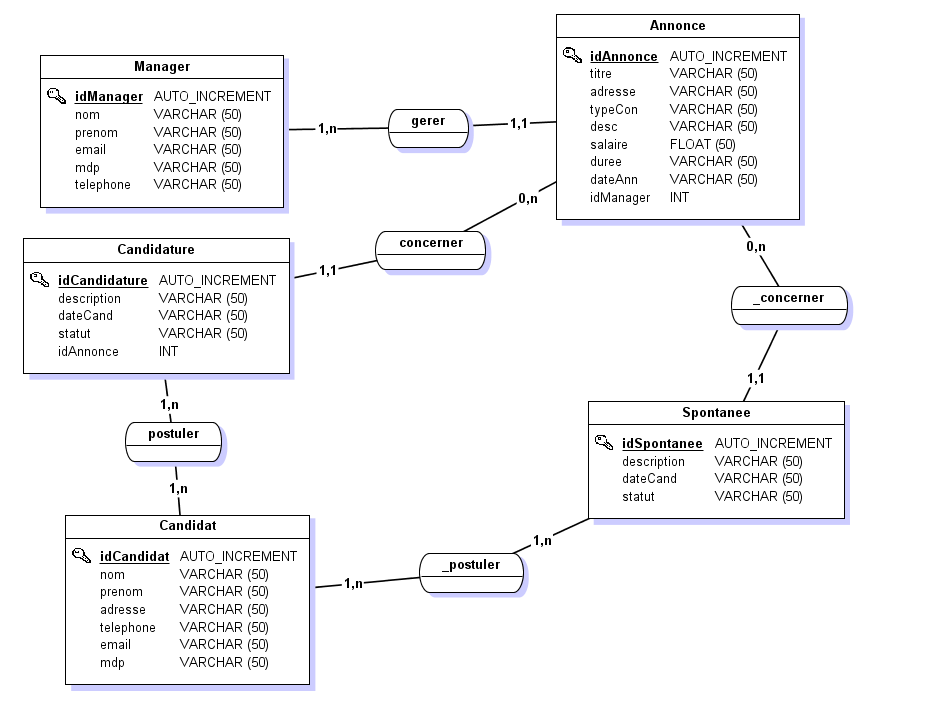 Manager
idManager AUTO_INCREMENT
nom VARCHAR (50)
prenom VARCHAR (50)
email VARCHAR (50)
mdp VARCHAR (50)
telephone VARCHAR (50)
1,n
gerer
1,1
Annonce
idAnnonce AUTO_INCREMENT
titre VARCHAR (50)
adresse VARCHAR (50)
typeCon VARCHAR (50)
desc VARCHAR (50)
salaire FLOAT (50)
duree VARCHAR (50)
dateAnn VARCHAR (50)
idManager INT
0,n
concerner
1,1
Candidature
idCandidature AUTO_INCREMENT
description VARCHAR (50)
dateCand VARCHAR (50)
statut VARCHAR (50)
idAnnonce INT
0,n
_concerner
1,1
Spontanee
idSpontanee AUTO_INCREMENT
description VARCHAR (50)
dateCand VARCHAR (50)
statut VARCHAR (50)
1,n
postuler
1,n
Candidat
idCandidat AUTO_INCREMENT
nom VARCHAR (50)
prenom VARCHAR (50)
adresse VARCHAR (50)
telephone VARCHAR (50)
email VARCHAR (50)
mdp VARCHAR (50)
1,n
_postuler
1,n